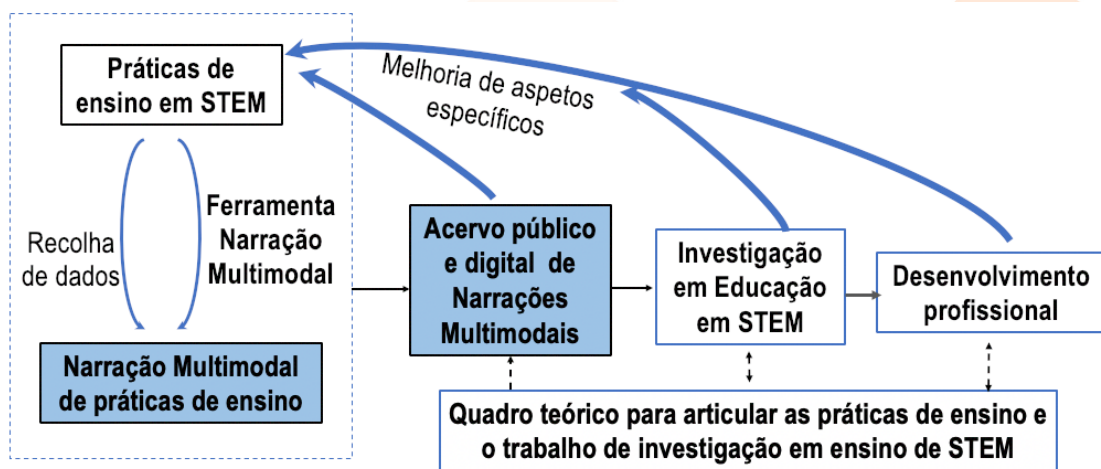 Práticas de
ensino em STEM
Melhoria de aspetos
específicos
Recolha
de dados
Ferramenta
Narração
Multimodal
Narração Multimodal
de práticas de ensino
Acervo público
e digital de
Narrações
Multimodais
Investigação
em Educação
em STEM
Desenvolvimento
profissional
Quadro teórico para articular as práticas de ensino e
o trabalho de investigação em ensino de STEM